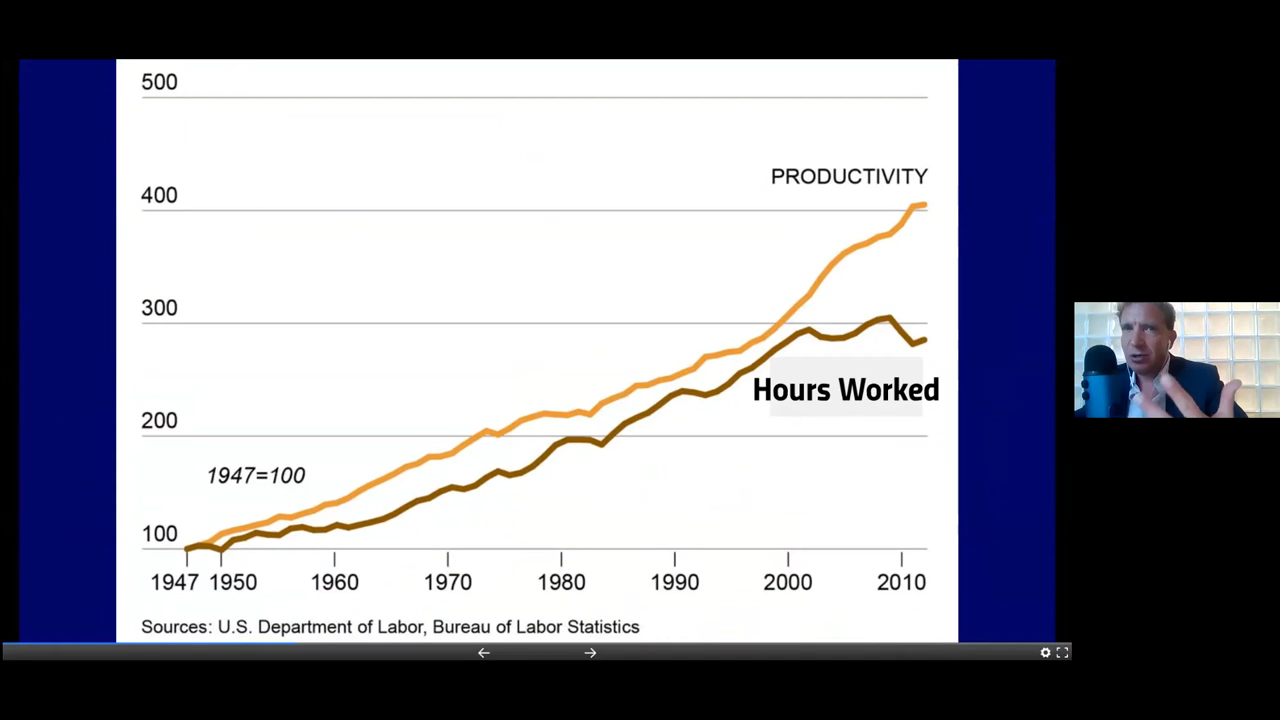 500
PRODUCTIVITY
400
300
Hours Worked
200
1947=100
100
1947 1950 1960 1970 1980 1990 2000 2010
Sources: U.S. Department of Labor, Bureau of Labor Statistics